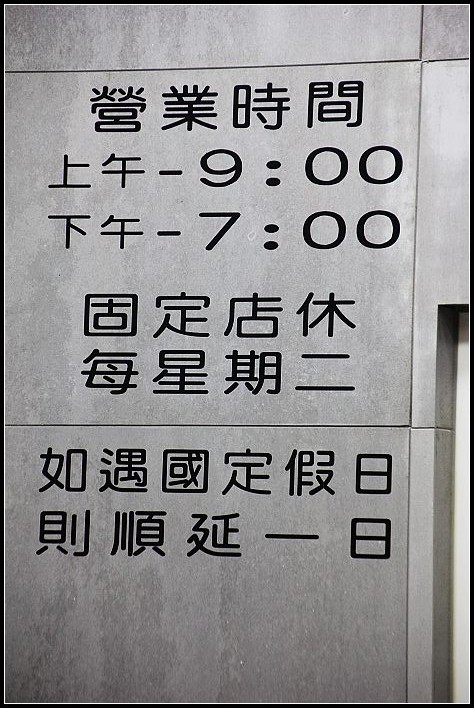 營業時間
上午-9:00
下午-7:00
固定店休
每星期二
如遇國定假日
則順延一日